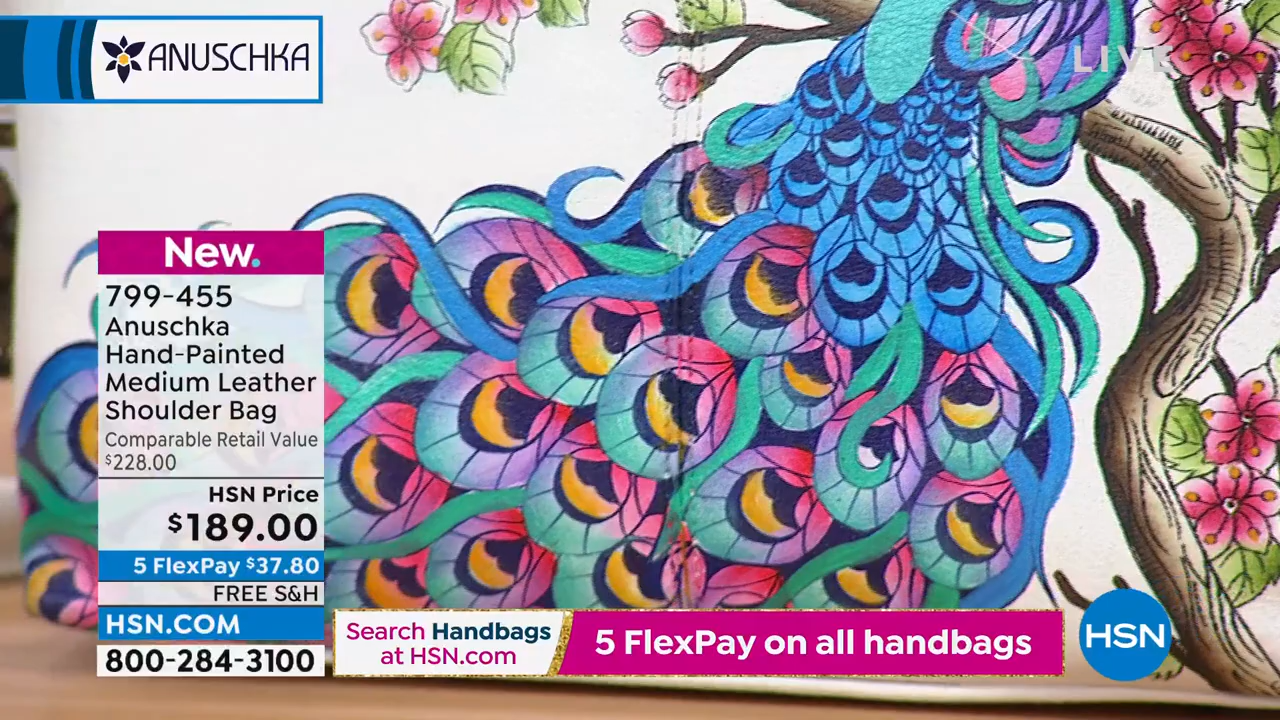 ANUSCHKA
LIVE
New.
799-455
Anuschka
Hand-Painted
Medium Leather
Shoulder Bag
Comparable Retail Value
$228.00
HSN Price
$189.00
5 FlexPay $37.80
FREE S&H
HSN.COM
800-284-3100
Search Handbags
at HSN.com
5 FlexPay on all handbags
HSN